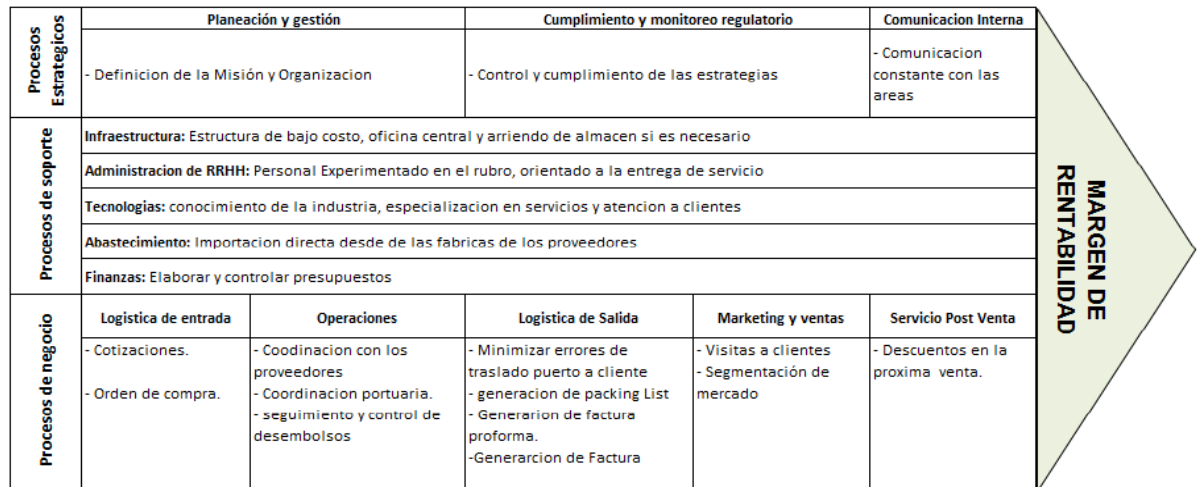 Procesos Estrategicos
Planeación y gestión
Cumplimiento y monitoreo regulatorio
Comunicacion Interna
- Definicion de la Misión y Organizacion
- Control y cumplimiento de las estrategias
- Comunicacion
constante con las
areas
Procesos de soporte
Infraestructura: Estructura de bajo costo, oficina central y arriendo de almacen si es necesario
Administracion de RRHH: Personal Experimentado en el rubro, orientado a la entrega de servicio
Tecnologias: conocimiento de la industria, especializacion en servicios y atencion a clientes
Abastecimiento: Importacion directa desde de las fabricas de los proveedores
Finanzas: Elaborar y controlar presupuestos
Procesos de negocio
Logistica de entrada
Operaciones
Logistica de Salida
Marketing y ventas
Servicio Post Venta
- Cotizaciones.
- Orden de compra.
- Coodinacion con los
proveedores
- Coordinacion portuaria.
- seguimiento y control de
desembolsos
- Minimizar errores de
traslado puerto a cliente
- generacion de packing List
- Generarion de factura
proforma.
-Generarcion de Factura
- Visitas a clientes
- Segmentación de
mercado
- Descuentos en la
proxima venta.
MARGEN DE
RENTABILIDAD